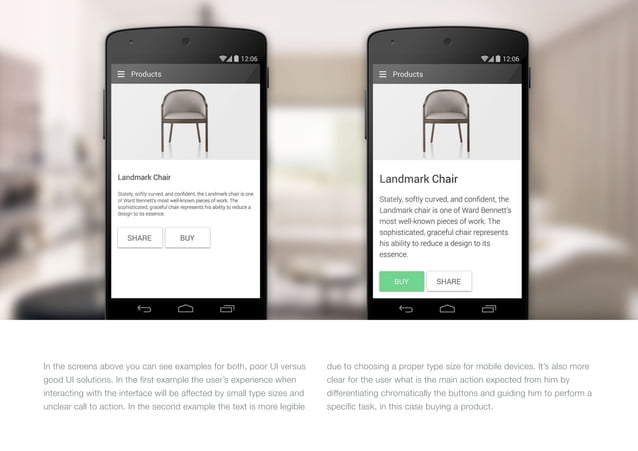 12:06
Products
Landmark Chair
Stately, softly curved, and confident, the Landmark chair is one
of Ward Bennett's most well-known pieces of work. The
sophisticated, graceful chair represents his ability to reduce a
design to its essence.
SHARE BUY
12:06
Products
Landmark Chair
Stately, softly curved, and confident, the
Landmark chair is one of Ward Bennett's
most well-known pieces of work. The
sophisticated, graceful chair represents
his ability to reduce a design to its
essence.
BUY SHARE
In the screens above you can see examples for both, poor UI versus
good UI solutions. In the first example the user's experience when
interacting with the interface will be affected by small type sizes and
unclear call to action. In the second example the text is more legible
due to choosing a proper type size for mobile devices. It's also more
clear for the user what is the main action expected from him by
differentiating chromatically the buttons and guiding him to perform a
specific task, in this case buying a product.